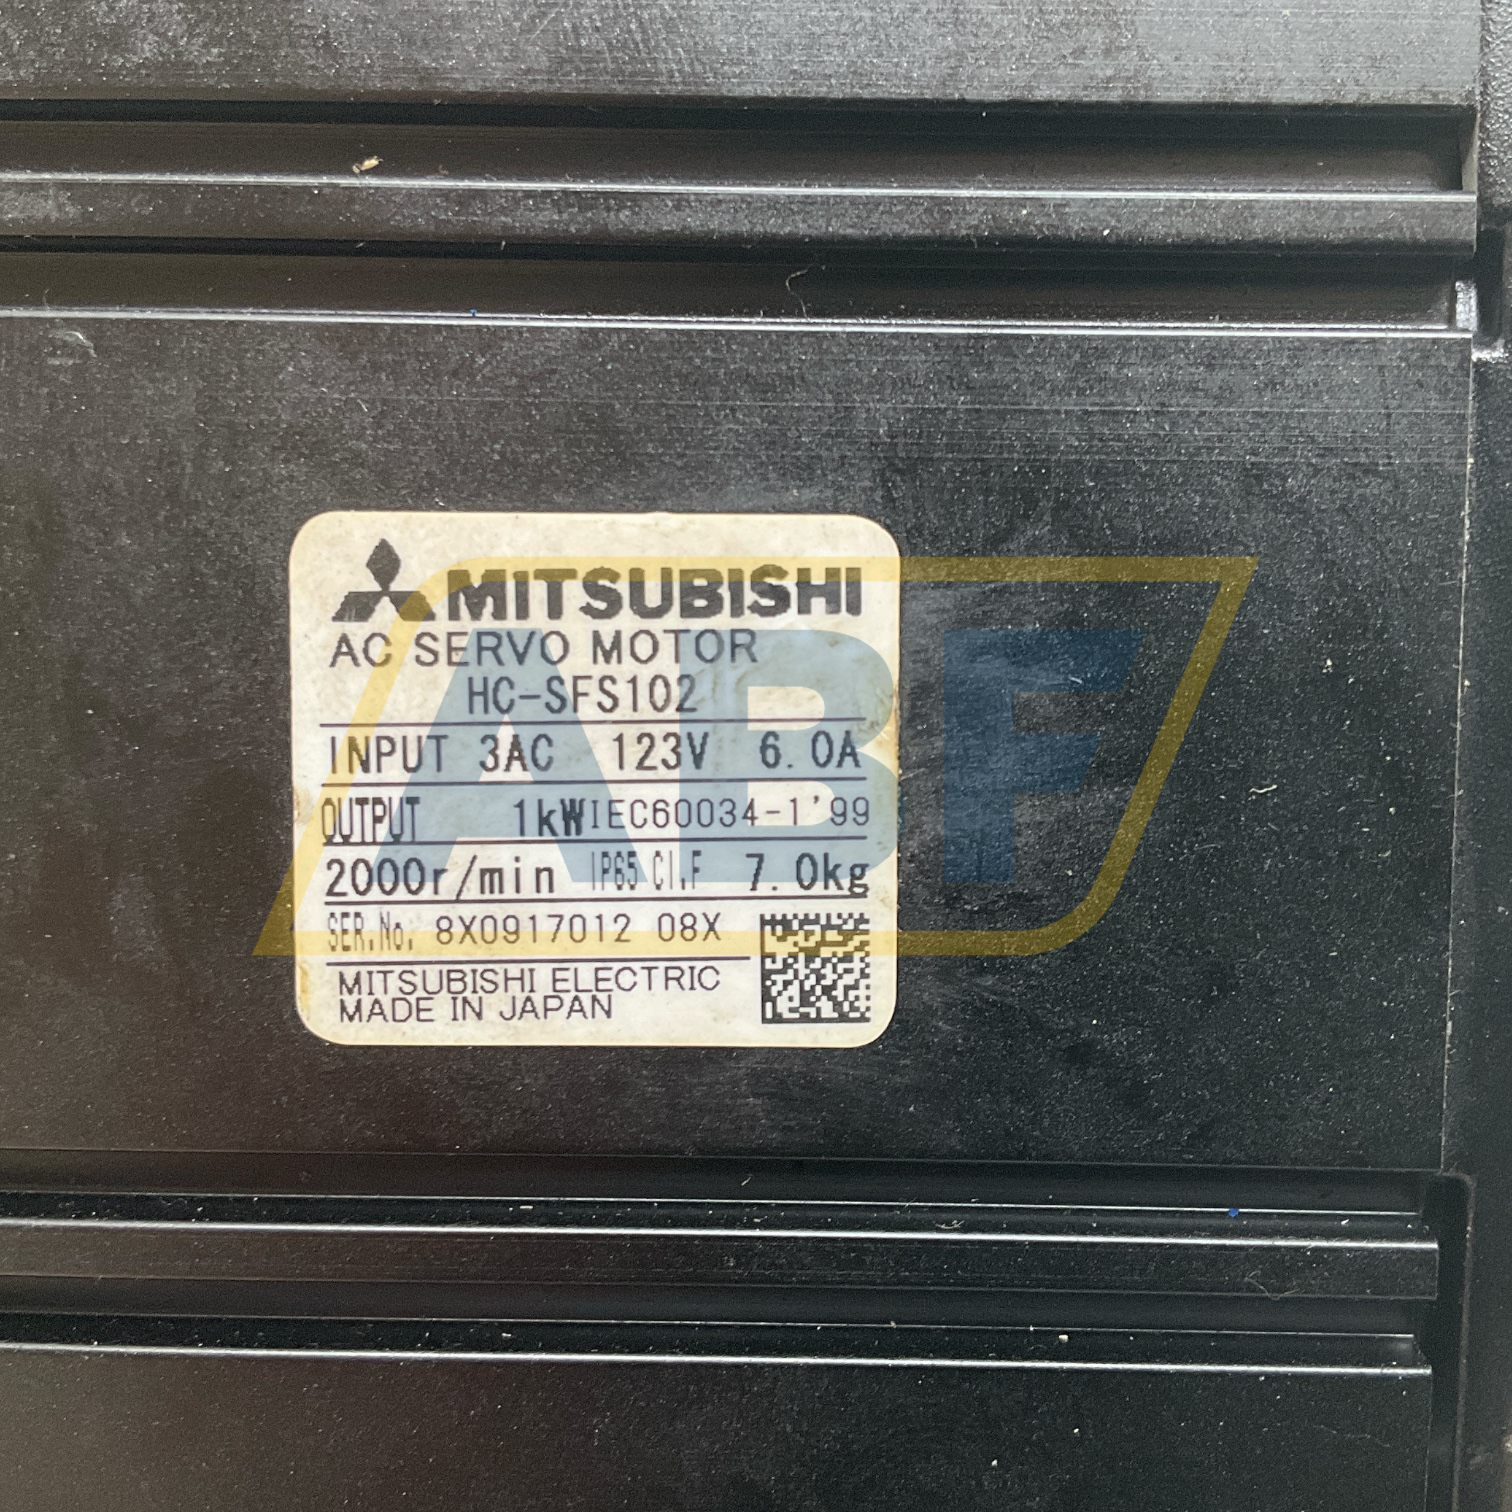 MITSUBISHI
AC SERVO MOTOR
HC-SFS102
INPUT 3AC 123V 6.0A
OUTPUT 1kW IEC60034-1'99
2000r/min IP65 Cl.F 7.0kg
SER.No. 8X0917012 08X
MITSUBISHI ELECTRIC
MADE IN JAPAN
ABF